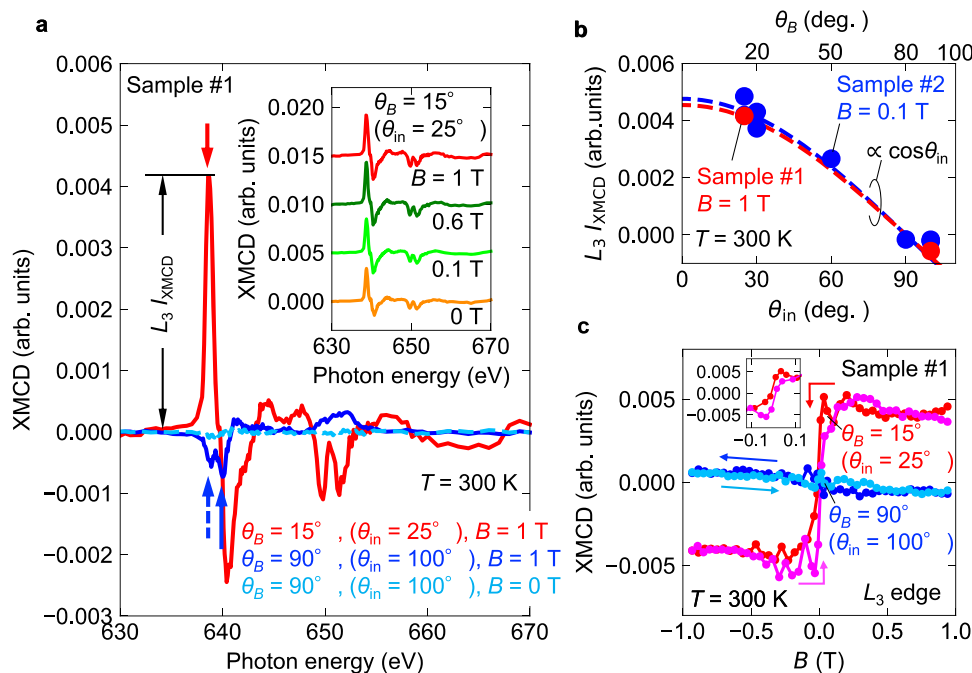 a
Sample #1
XMCD (arb. units)
0.006
0.005
0.004
0.003
0.002
0.001
0.000
−0.001
−0.002
−0.003
630
640
650
660
670
Photon energy (eV)
L3 IXMCD
T = 300 K
θB = 15° , (θin = 25° ), B = 1 T
θB = 90° , (θin = 100° ), B = 1 T
θB = 90° , (θin = 100° ), B = 0 T
XMCD (arb. units)
0.020
0.015
0.010
0.005
0.000
θB = 15°
(θin = 25° )
B = 1 T
0.6 T
0.1 T
0 T
630
650
670
Photon energy (eV)
b
θB (deg.)
20
50
80
100
L3 IXMCD (arb.units)
0.006
0.004
0.002
0.000
Sample #2
B = 0.1 T
∝ cosθin
Sample #1
B = 1 T
T = 300 K
0
30
60
90
θin (deg.)
c
Sample #1
XMCD (arb. units)
0.005
0.000
−0.005
0.005
0.000
−0.005
−0.1
0.1
θB = 15°
(θin = 25° )
θB = 90°
(θin = 100° )
T = 300 K
L3 edge
−1.0
−0.5
0.0
0.5
1.0
B (T)